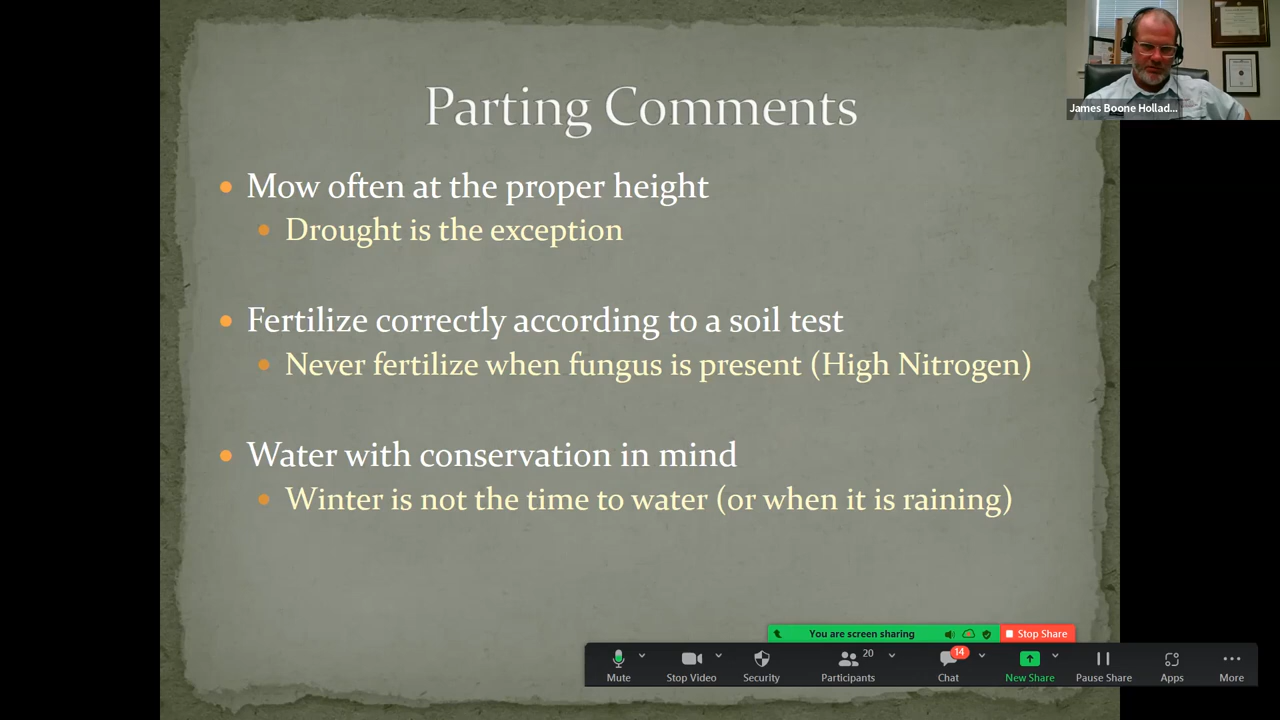 Parting Comments
James Boone Hollad...
Mow often at the proper height
Drought is the exception
Fertilize correctly according to a soil test
Never fertilize when fungus is present (High Nitrogen)
Water with conservation in mind
Winter is not the time to water (or when it is raining)
You are screen sharing
Stop Share
20
14
Mute
Stop Video
Security
Participants
Chat
New Share
Pause Share
Apps
More